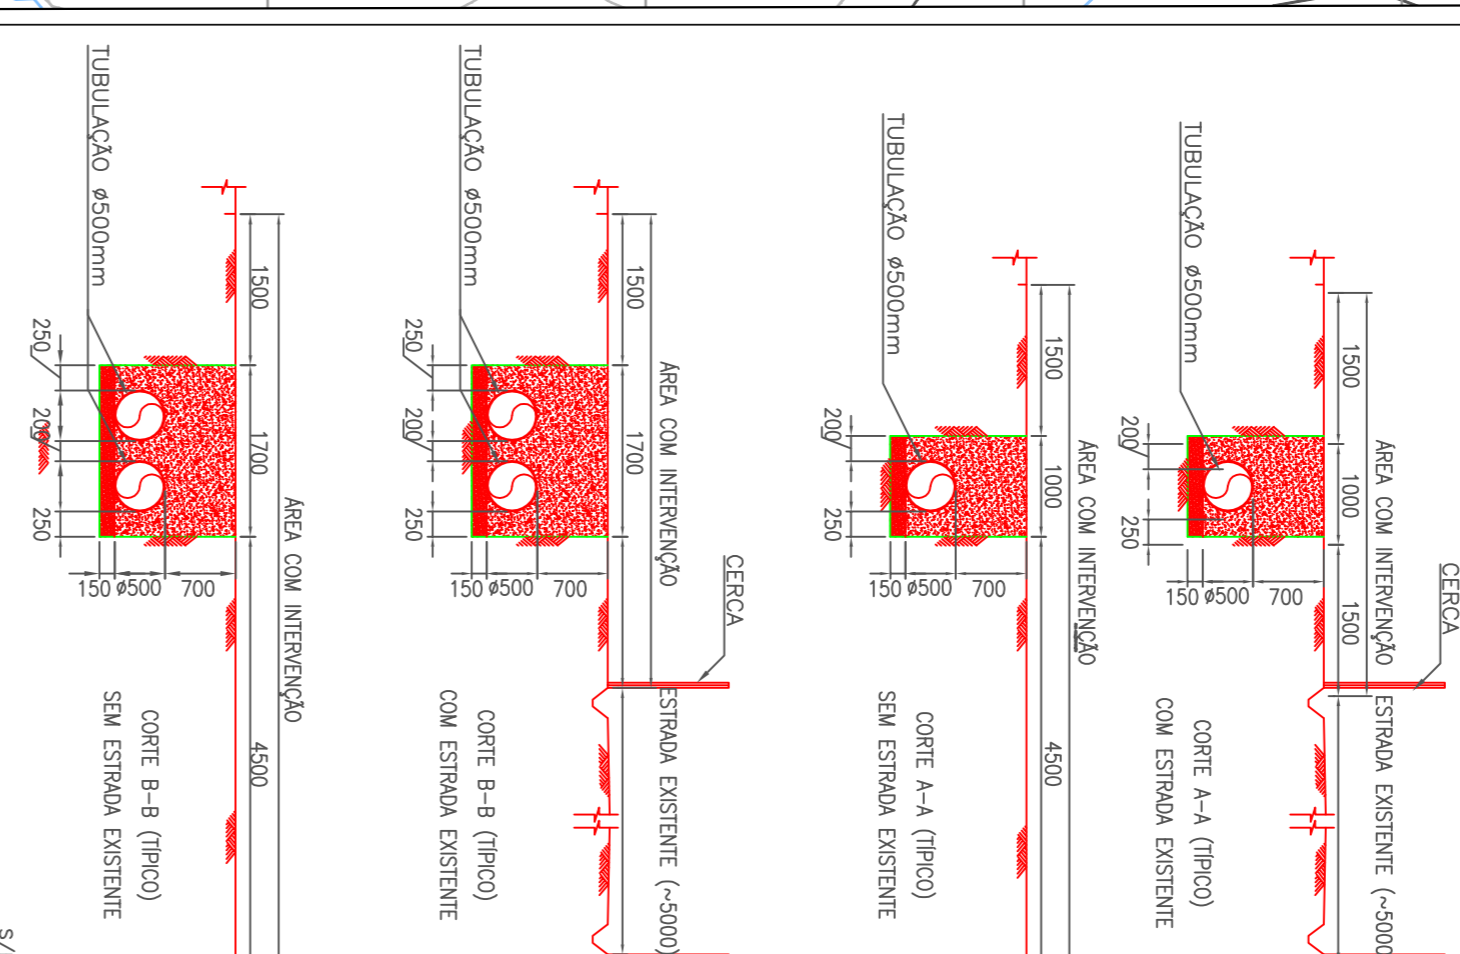 TUBULAÇÃO ø500mm
1500
1000
1500
ÁREA COM INTERVENÇÃO
CERCA
ESTRADA EXISTENTE (~5000
200
250
150
ø500
700
CORTE A-A (TÍPICO)
COM ESTRADA EXISTENTE
TUBULAÇÃO ø500mm
1500
1000
4500
ÁREA COM INTERVENÇÃO
200
250
150
ø500
700
CORTE A-A (TÍPICO)
SEM ESTRADA EXISTENTE
TUBULAÇÃO ø500mm
1500
1700
ÁREA COM INTERVENÇÃO
CERCA
ESTRADA EXISTENTE (~5000)
250
200
250
150
ø500
700
CORTE B-B (TÍPICO)
COM ESTRADA EXISTENTE
TUBULAÇÃO ø500mm
1500
1700
4500
ÁREA COM INTERVENÇÃO
250
200
250
150
ø500
700
CORTE B-B (TÍPICO)
SEM ESTRADA EXISTENTE
S/